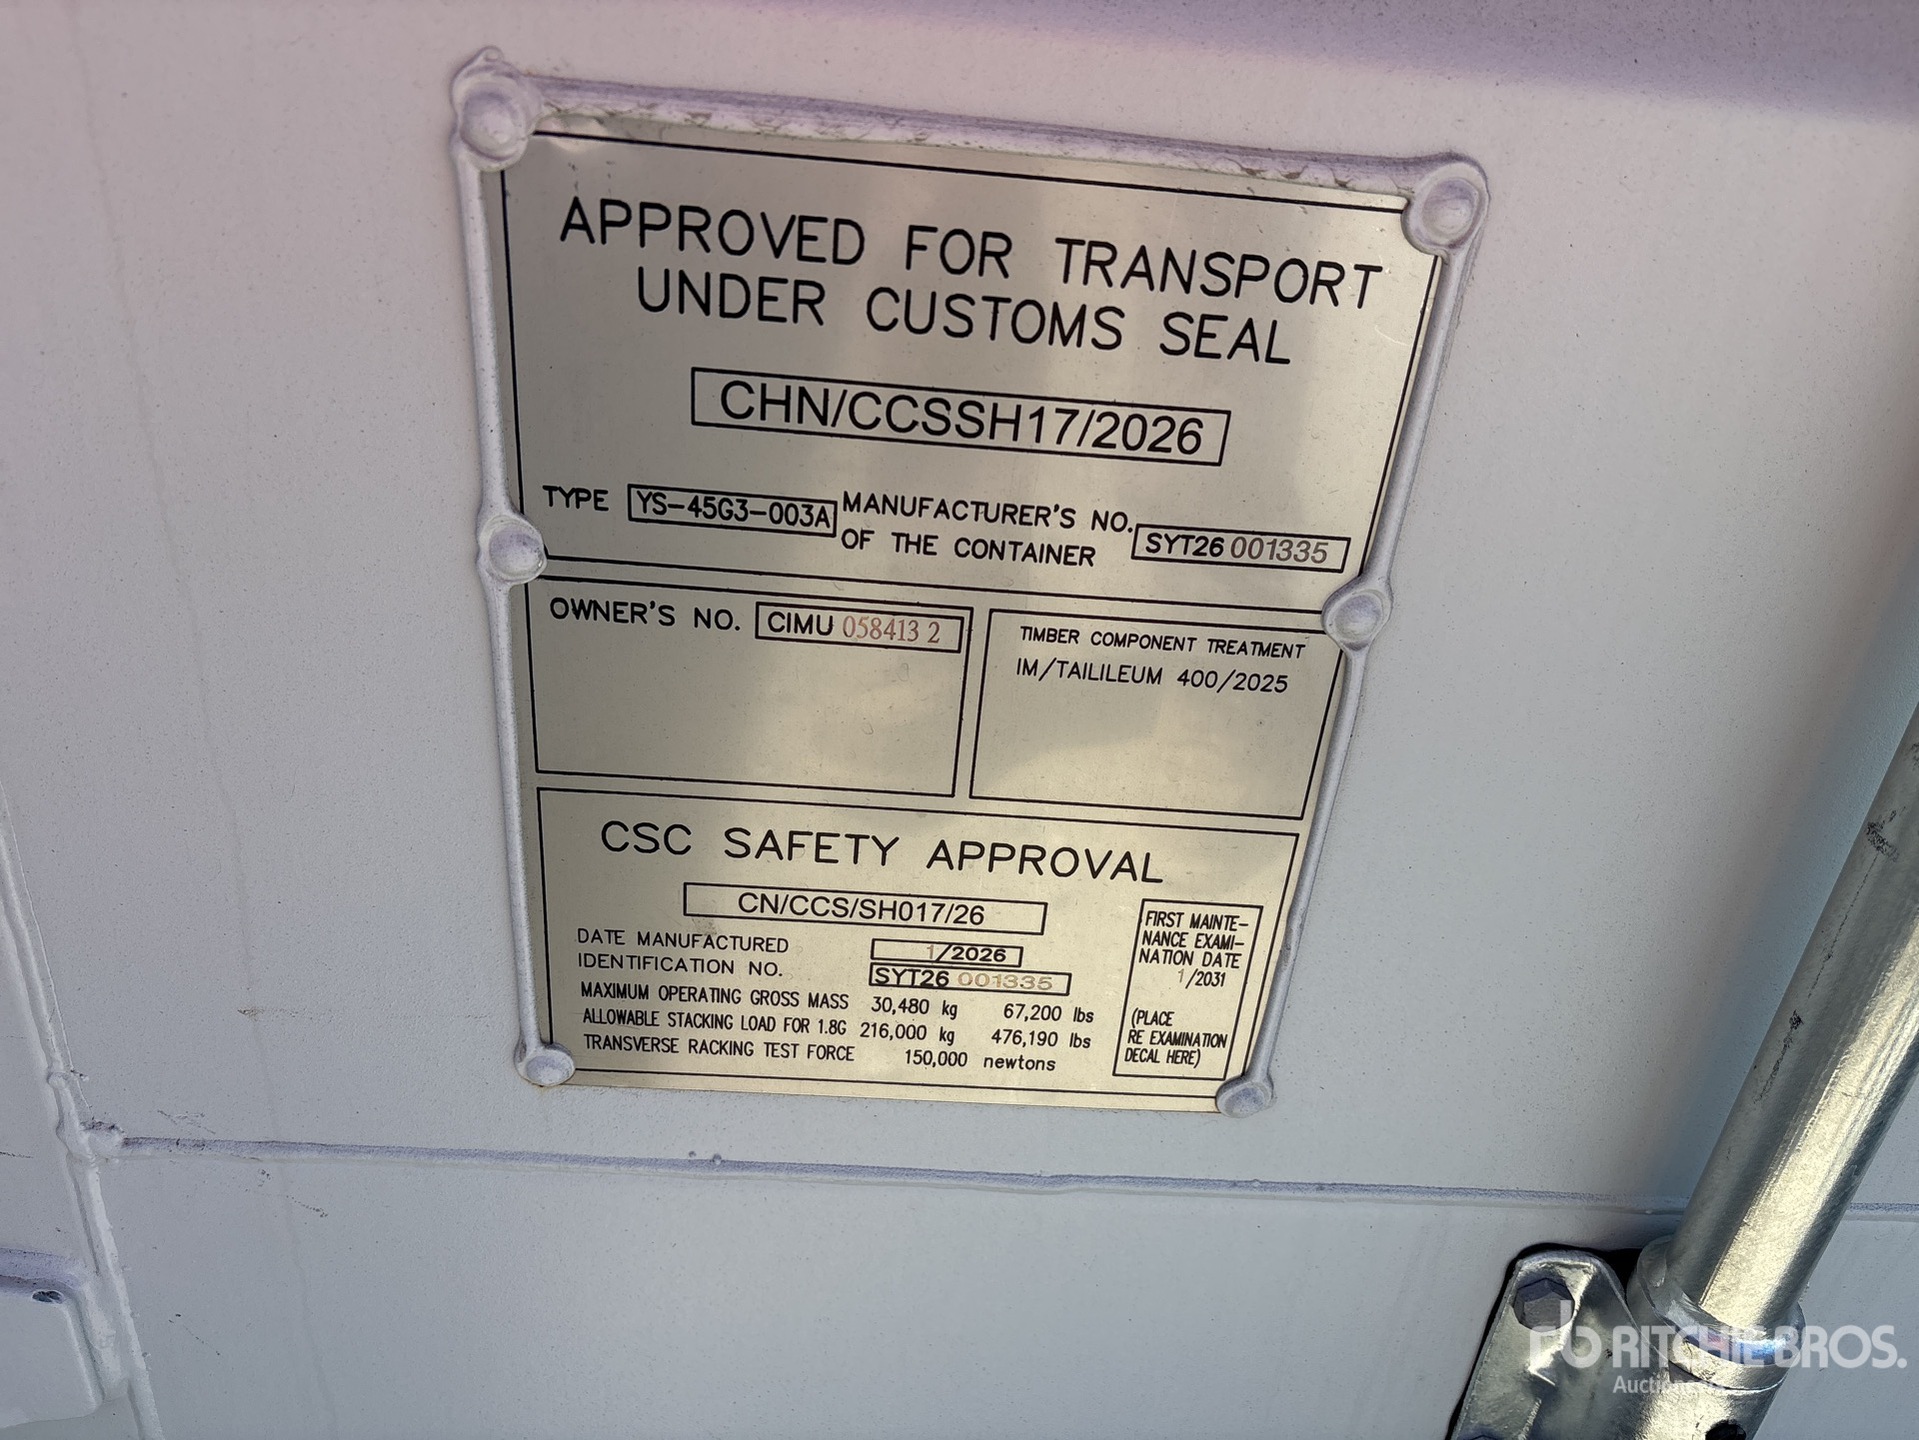 APPROVED FOR TRANSPORT
UNDER CUSTOMS SEAL
CHN/CCSSH17/2026
TYPE YS-45G3-003A MANUFACTURER'S NO. OF THE CONTAINER SYT26 001335
OWNER'S NO. CIMU 058413 2
TIMBER COMPONENT TREATMENT
IM/TAILILEUM 400/2025
CSC SAFETY APPROVAL
CN/CCS/SH017/26
DATE MANUFACTURED 1/2026
IDENTIFICATION NO. SYT26 001335
MAXIMUM OPERATING GROSS MASS 30,480 kg 67,200 lbs
ALLOWABLE STACKING LOAD FOR 1.8G 216,000 kg 476,190 lbs
TRANSVERSE RACKING TEST FORCE 150,000 newtons
FIRST MAINTE-
NANCE EXAMI-
NATION DATE
1/2031
(PLACE
RE EXAMINATION
DECAL HERE)
rb RITCHIE BROS.